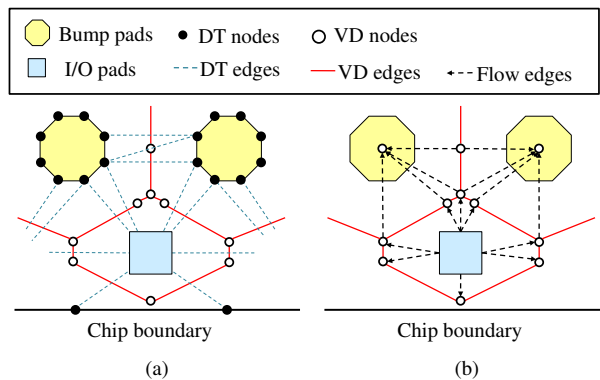 Bump pads DT nodes VD nodes
I/O pads DT edges VD edges Flow edges
Chip boundary Chip boundary
(a) (b)